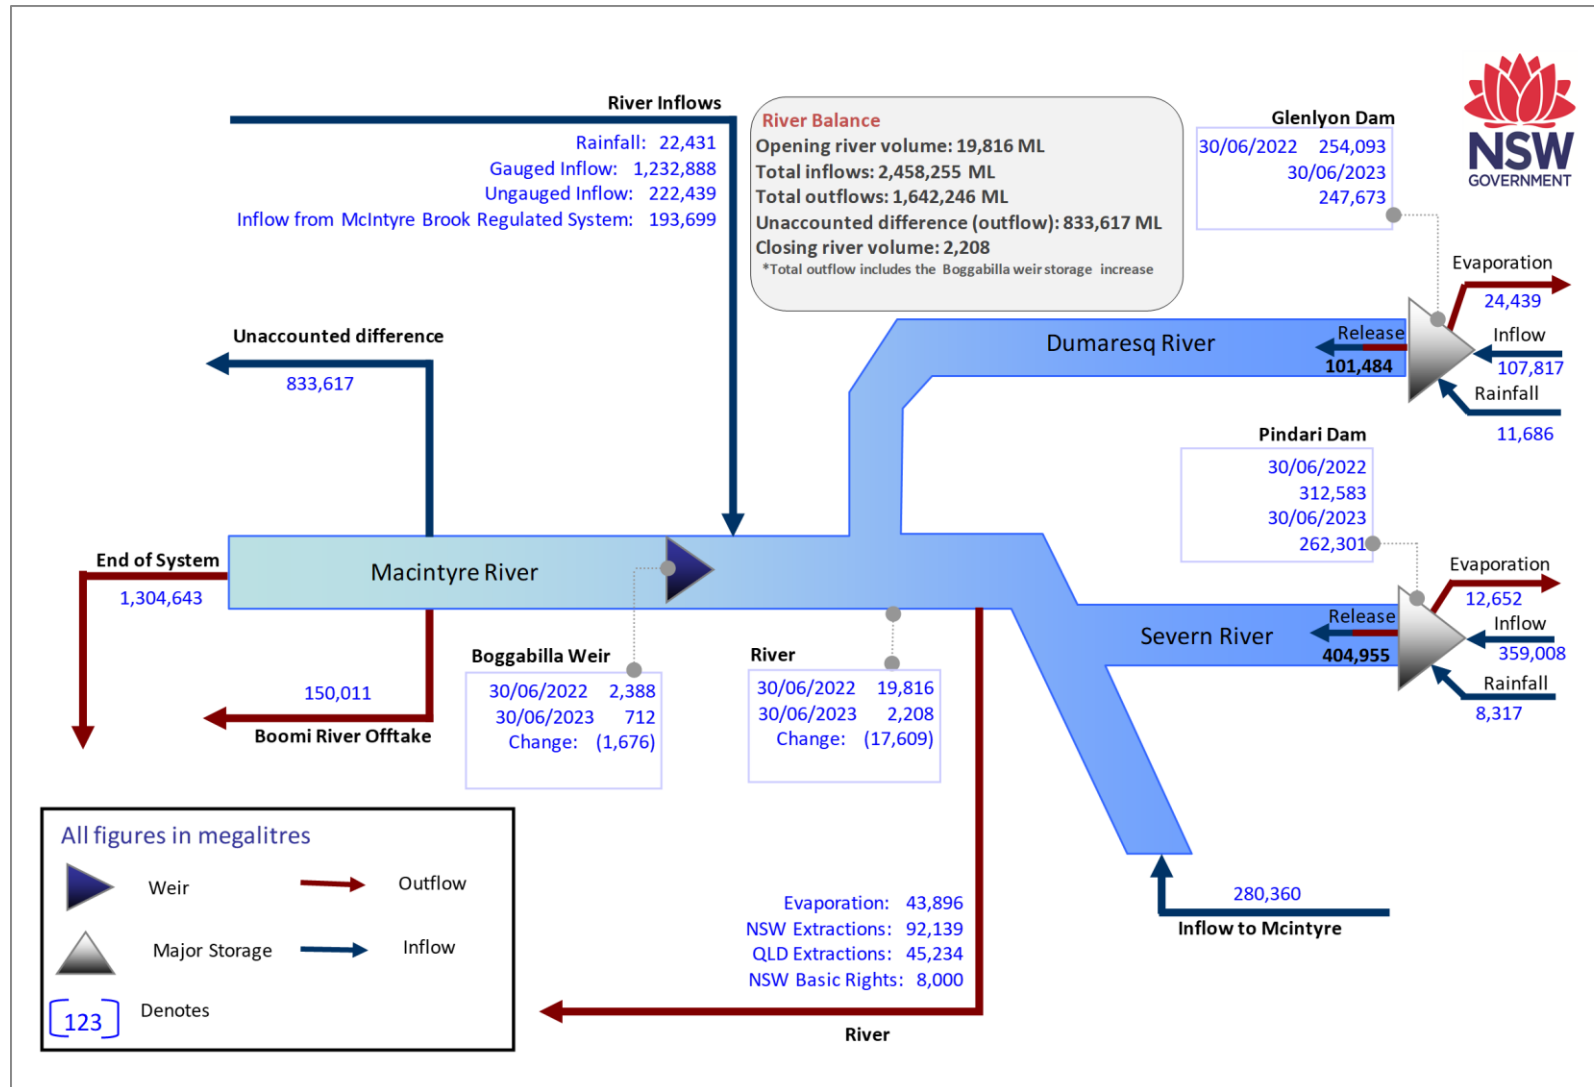 River Inflows
Rainfall: 22,431
Gauged Inflow: 1,232,888
Ungauged Inflow: 222,439
Inflow from McIntyre Brook Regulated System: 193,699
River Balance
Opening river volume: 19,816 ML
Total inflows: 2,458,255 ML
Total outflows: 1,642,246 ML
Unaccounted difference (outflow): 833,617 ML
Closing river volume: 2,208
*Total outflow includes the Boggabilla weir storage increase
Glenlyon Dam
30/06/2022 254,093
30/06/2023
247,673
NSW
GOVERNMENT
Evaporation
24,439
Inflow
107,817
Rainfall
11,686
Release
101,484
Dumaresq River
Unaccounted difference
833,617
Pindari Dam
30/06/2022
312,583
30/06/2023
262,301
Evaporation
12,652
Inflow
359,008
Rainfall
8,317
Release
404,955
Severn River
End of System
1,304,643
Macintyre River
150,011
Boomi River Offtake
Boggabilla Weir
30/06/2022 2,388
30/06/2023 712
Change: (1,676)
River
30/06/2022 19,816
30/06/2023 2,208
Change: (17,609)
280,360
Inflow to Mcintyre
Evaporation: 43,896
NSW Extractions: 92,139
QLD Extractions: 45,234
NSW Basic Rights: 8,000
River
All figures in megalitres
Weir
Outflow
Major Storage
Inflow
123
Denotes